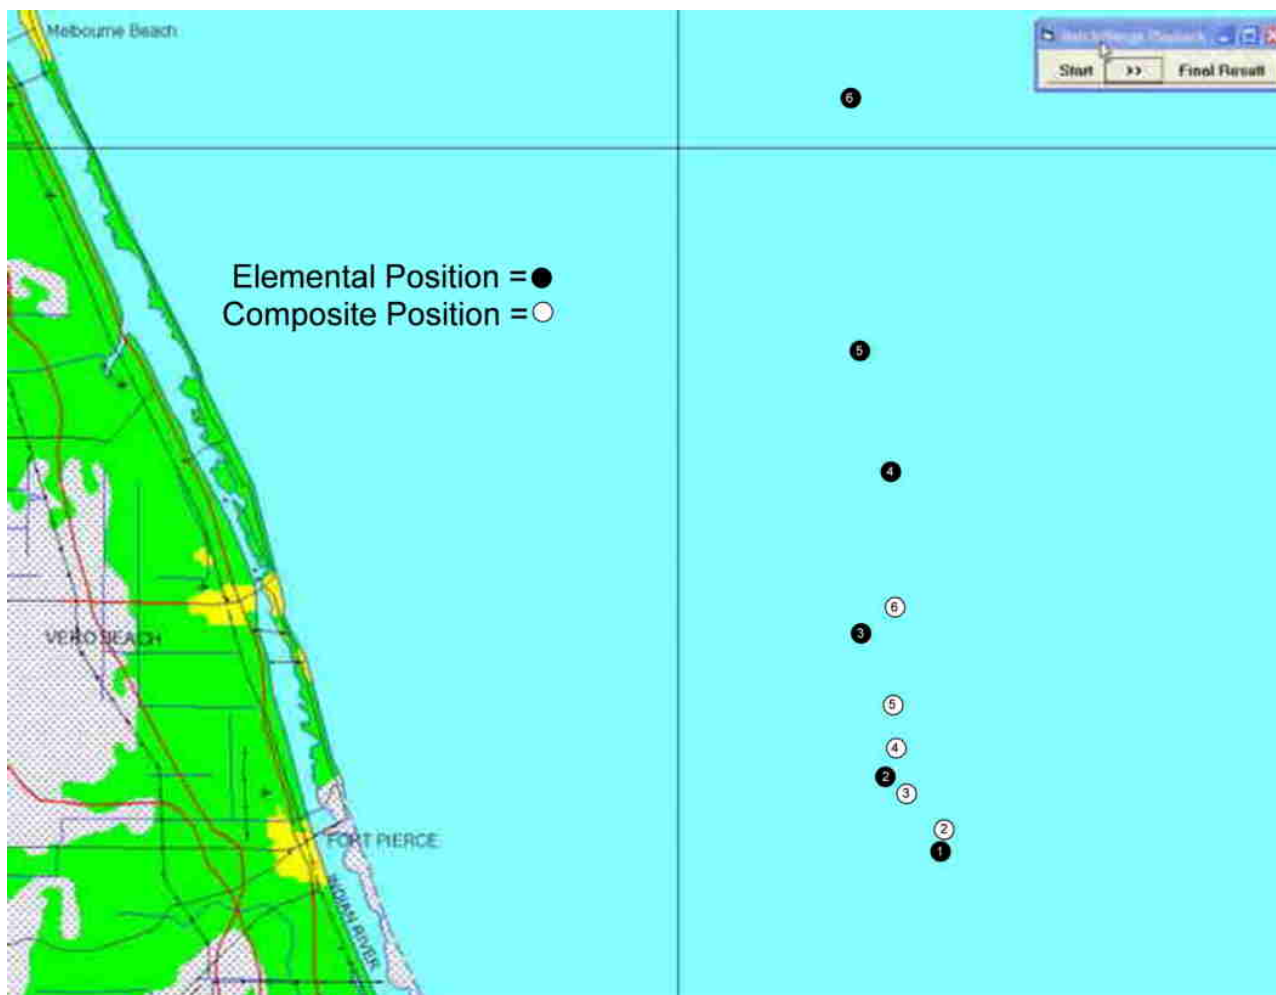 Melbourne Beach
Start >> Final Result
6
Elemental Position =
Composite Position =
5
4
6
3
VERO BEACH
5
4
2
3
2
FORT PIERCE
1
INDIAN RIVER